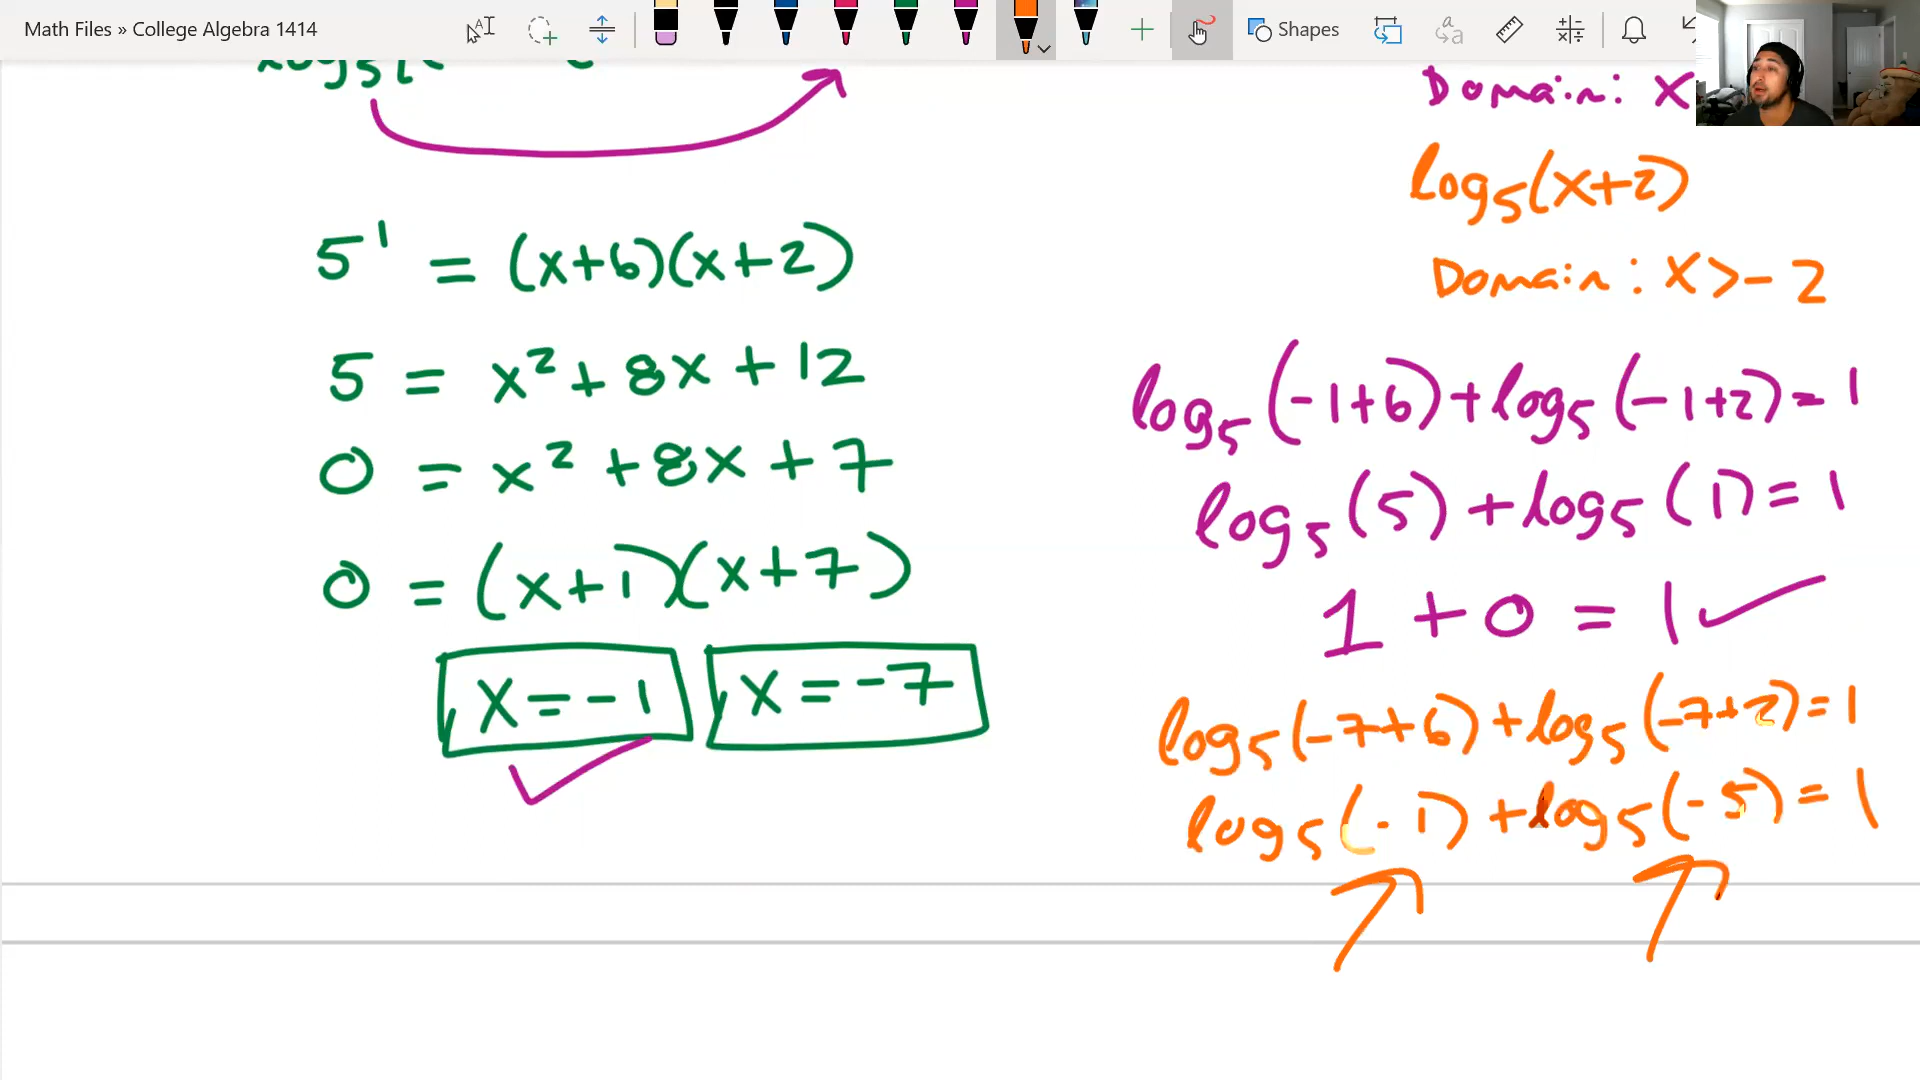 Math Files » College Algebra 1414
Shapes
5¹ = (x+6)(x+2)
5 = x² + 8x + 12
0 = x² + 8x + 7
0 = (x+1)(x+7)
x = -1
x = -7
Domain: x
log₅(x+2)
Domain: x > -2
log₅(-1+6) + log₅(-1+2) = 1
log₅(5) + log₅(1) = 1
1 + 0 = 1 ✓
log₅(-7+6) + log₅(-7+2) = 1
log₅(-1) + log₅(-5) = 1